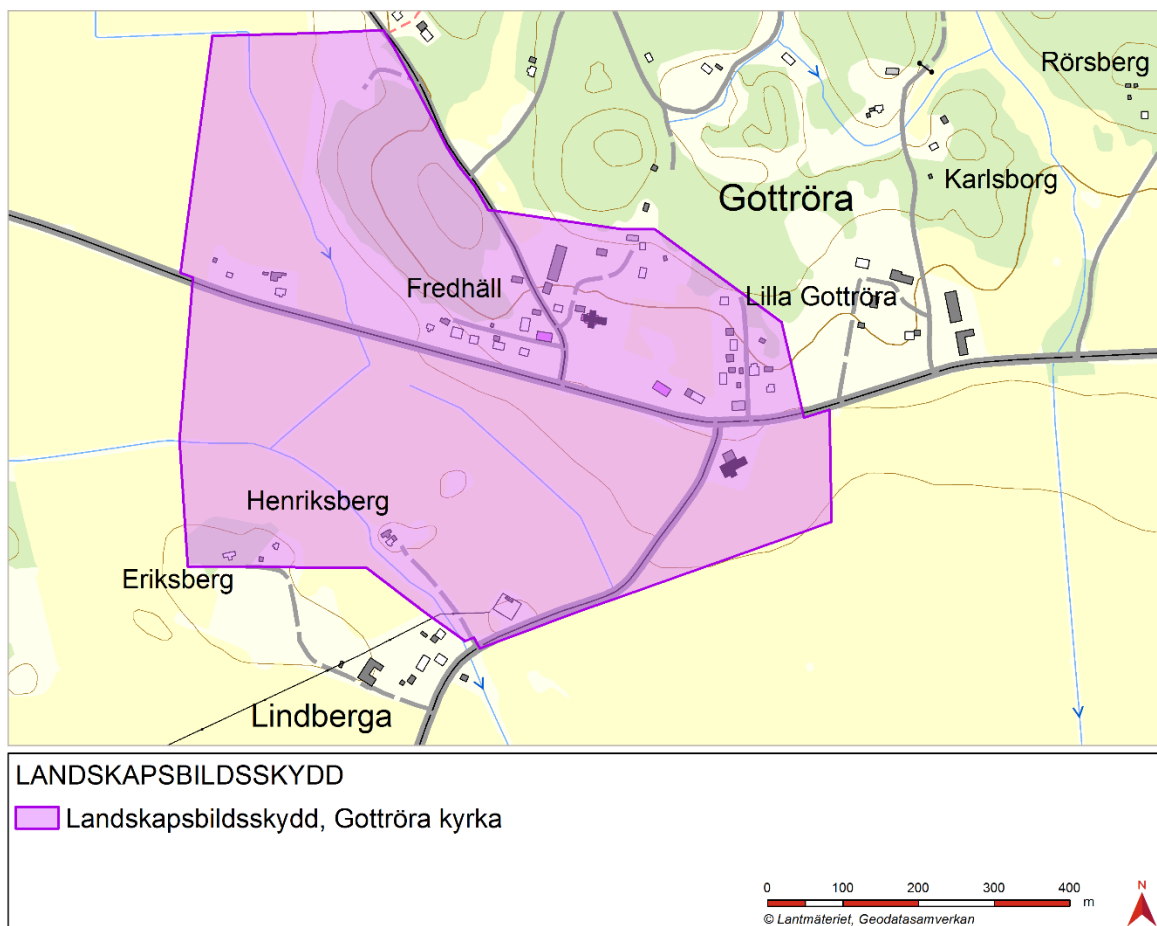 Rörsberg
Karlsborg
Gottröra
Fredhäll
Lilla Gottröra
Henriksberg
Eriksberg
Lindberga
LANDSKAPSBILDSSKYDD
Landskapsbildsskydd, Gottröra kyrka
0 100 200 300 400 m
N
© Lantmäteriet, Geodatasamverkan